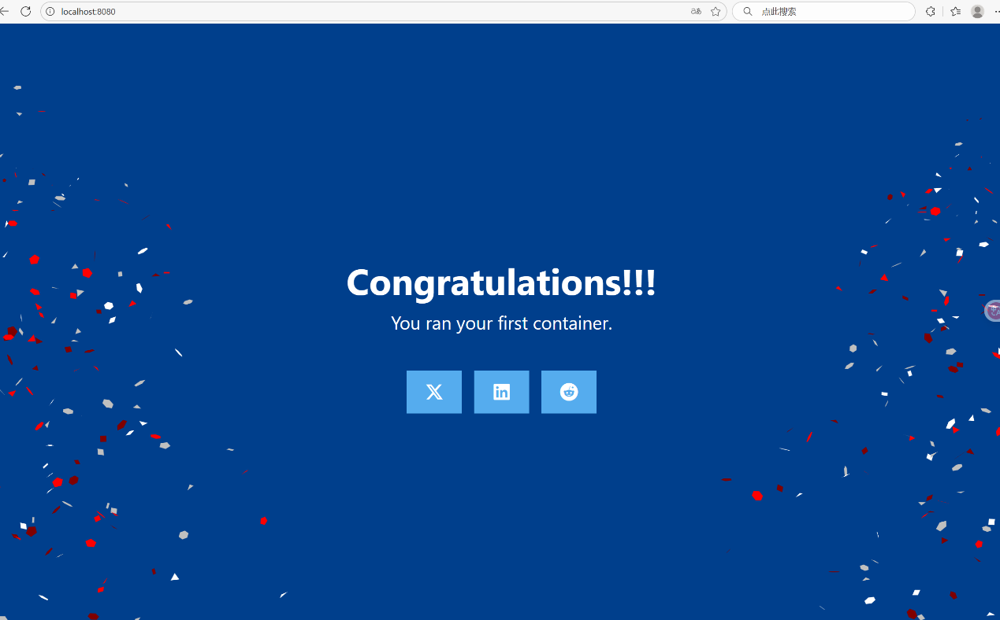 localhost:8080
点此搜索
Congratulations!!!
You ran your first container.